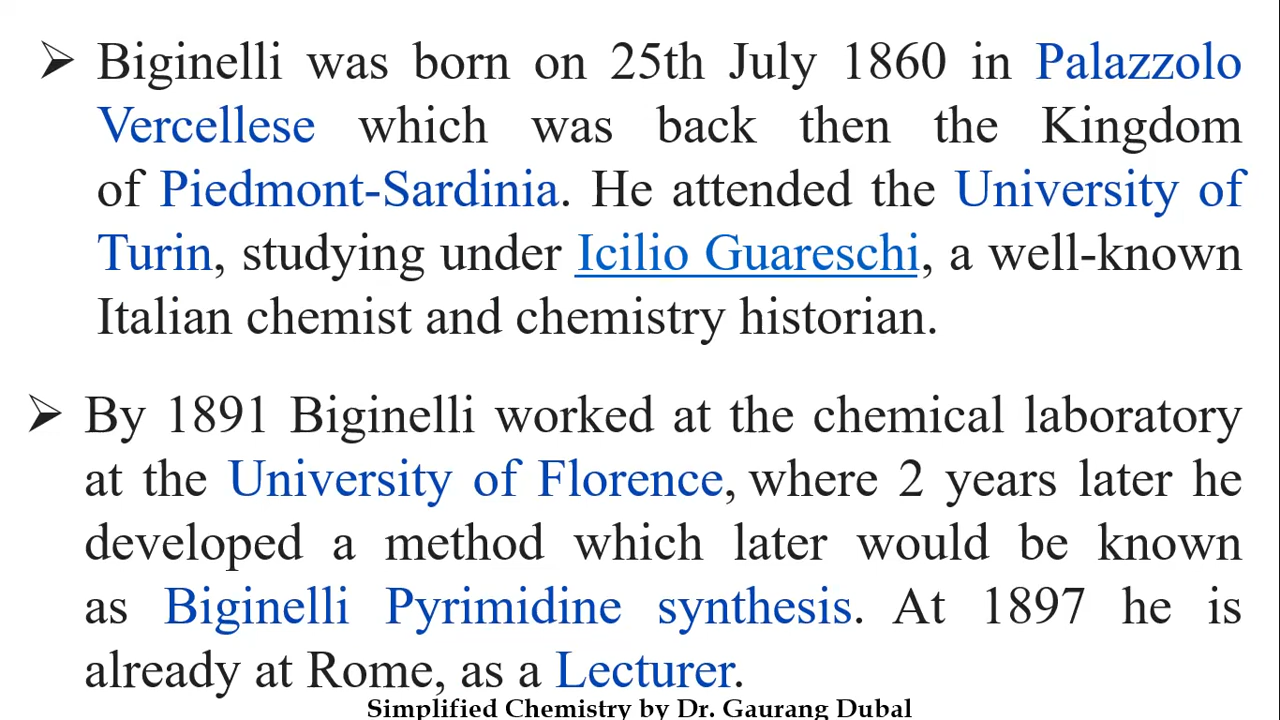 ➢ Biginelli was born on 25th July 1860 in Palazzolo
Vercellese which was back then the Kingdom
of Piedmont-Sardinia. He attended the University of
Turin, studying under Icilio Guareschi, a well-known
Italian chemist and chemistry historian.
➢ By 1891 Biginelli worked at the chemical laboratory
at the University of Florence, where 2 years later he
developed a method which later would be known
as Biginelli Pyrimidine synthesis. At 1897 he is
already at Rome, as a Lecturer.
Simplified Chemistry by Dr. Gaurang Dubal